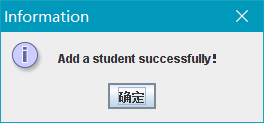 Information
Add a student successfully!
确定